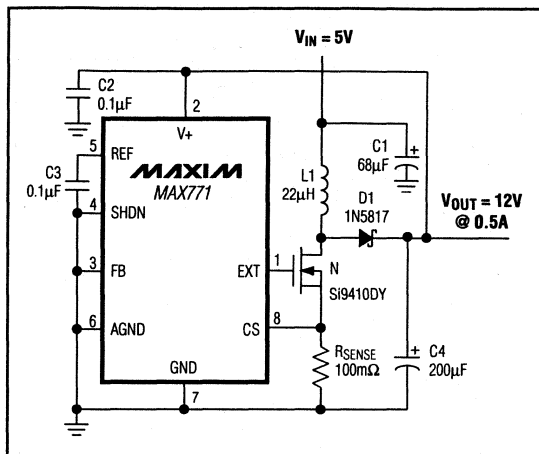 VIN = 5V
C2
0.1µF
2
V+
5
REF
MAXIM
MAX771
C3
0.1µF
4
SHDN
3
FB
6
AGND
GND
7
EXT
1
CS
8
L1
22µH
C1
68µF
+
D1
1N5817
VOUT = 12V
@ 0.5A
N
Si9410DY
RSENSE
100mΩ
+
C4
200µF